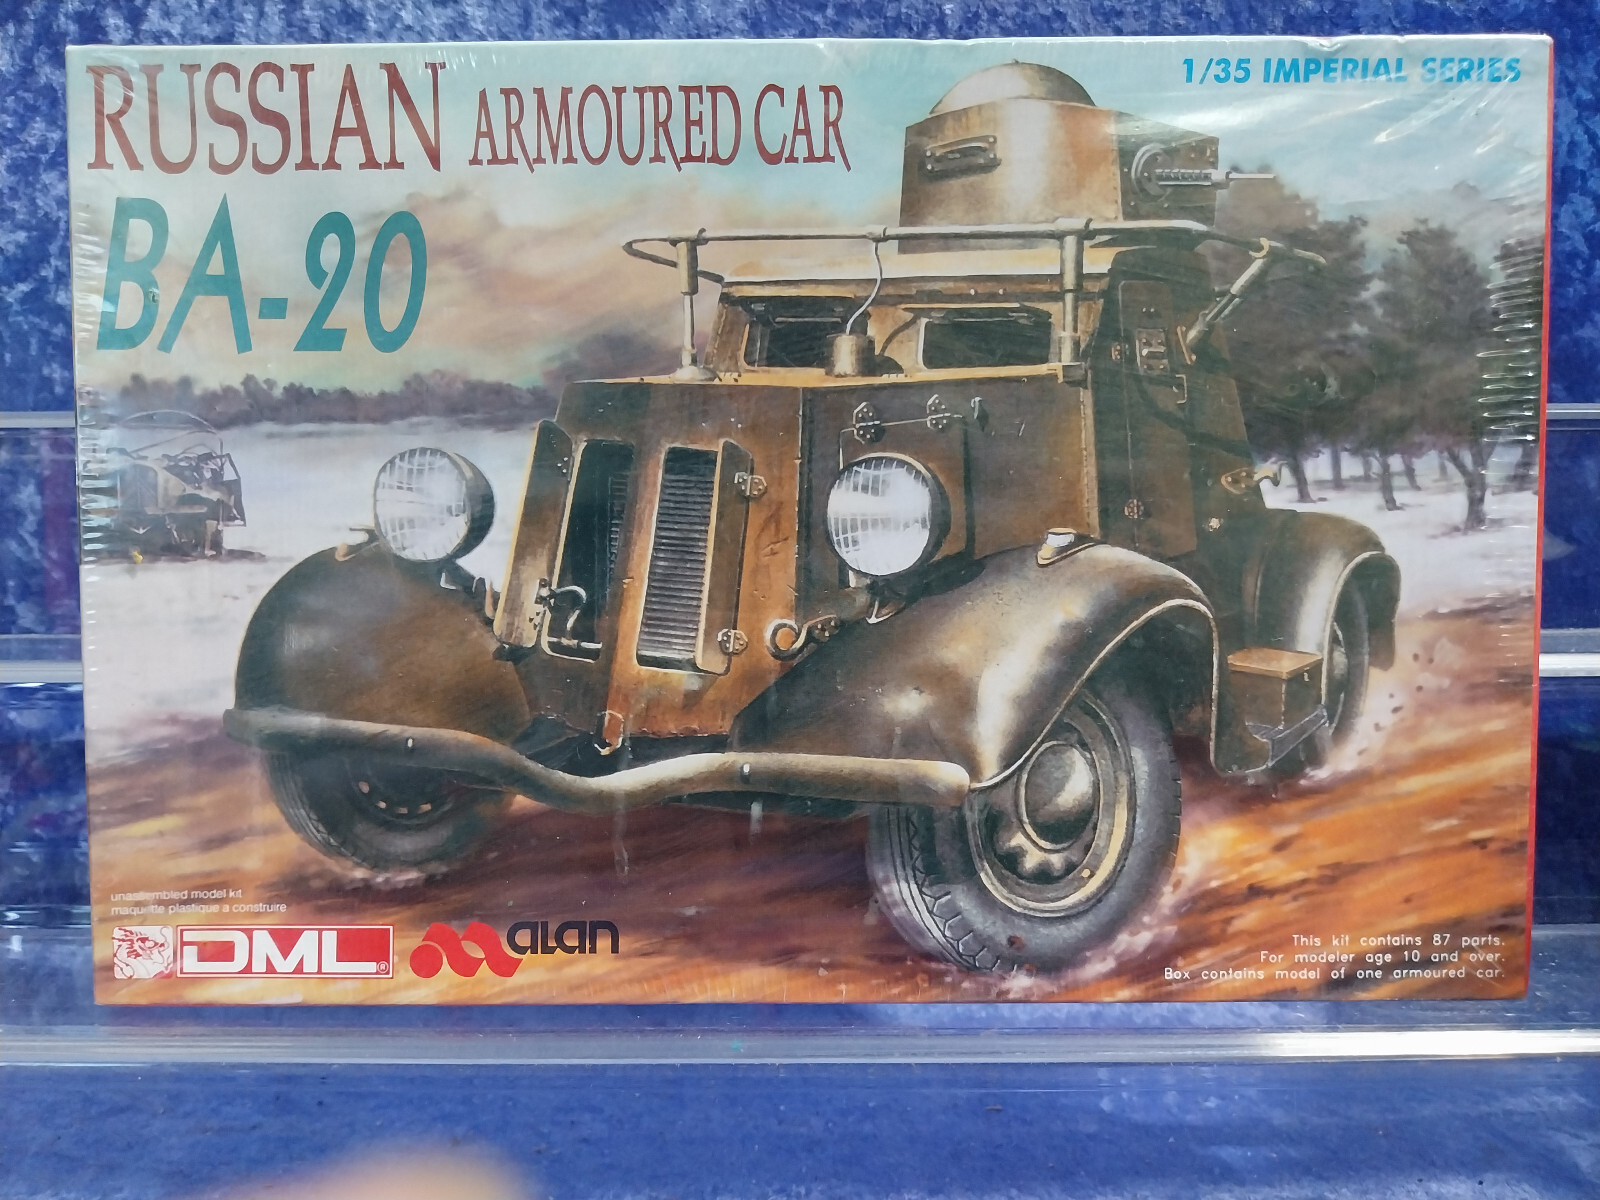 RUSSIAN ARMOURED CAR
BA-20
1/35 IMPERIAL SERIES
unassembled model kit
maquette plastique a construire
DML®
alan
This kit contains 87 parts.
For modeler age 10 and over.
Box contains model of one armoured car.